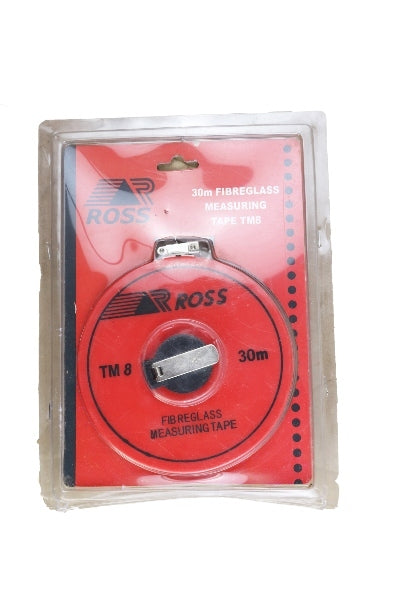 ROSS
30m FIBREGLASS
MEASURING
TAPE TM8
ROSS
TM 8
30m
FIBREGLASS
MEASURING TAPE